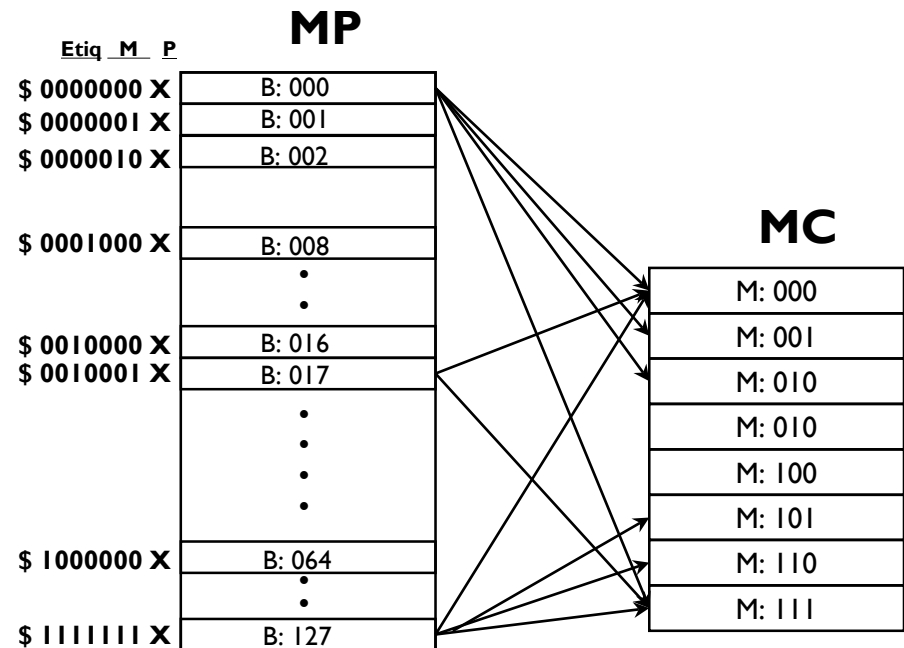 MP
Etiq M P
$ 0000000 X B: 000
$ 0000001 X B: 001
$ 0000010 X B: 002
$ 0001000 X B: 008
$ 0010000 X B: 016
$ 0010001 X B: 017
$ 1000000 X B: 064
$ 1111111 X B: 127
MC
M: 000
M: 001
M: 010
M: 010
M: 100
M: 101
M: 110
M: 111